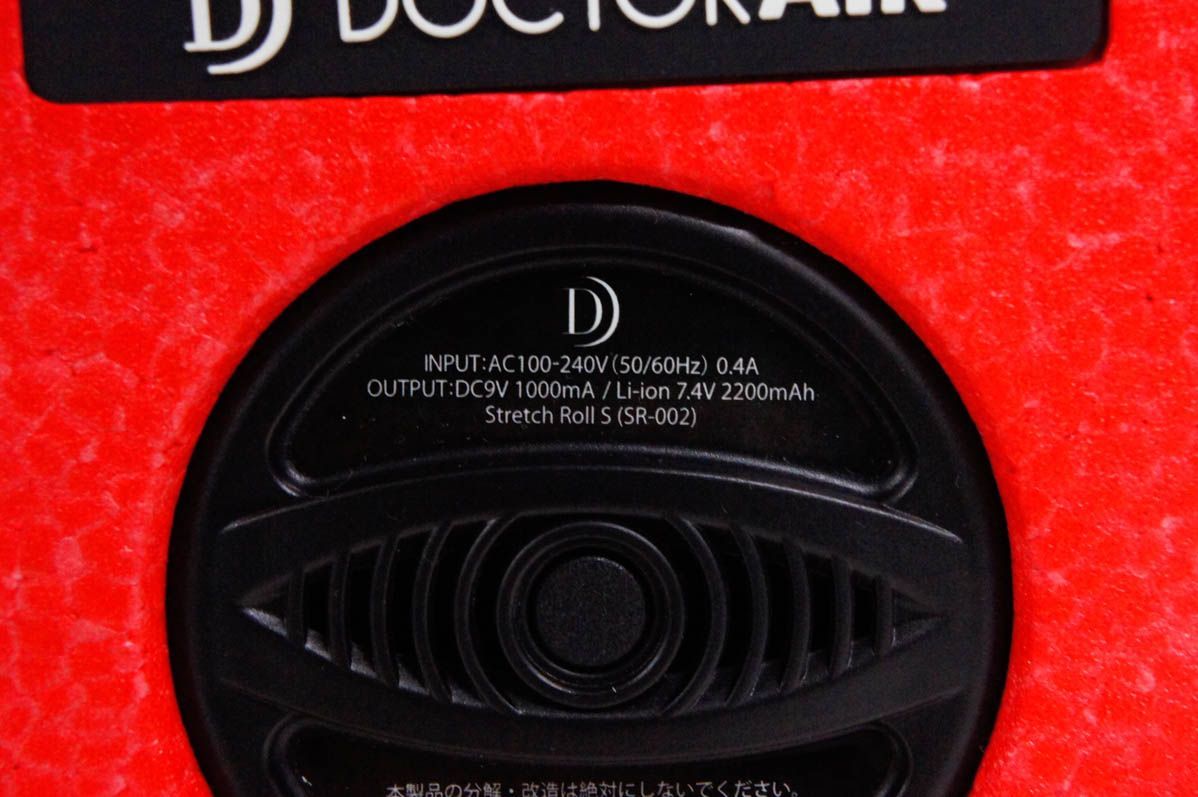 DOCTORAIR
INPUT:AC100-240V(50/60Hz) 0.4A
OUTPUT:DC9V 1000mA / Li-ion 7.4V 2200mAh
Stretch Roll S (SR-002)
本製品の分解・改造は絶対にしないでください。